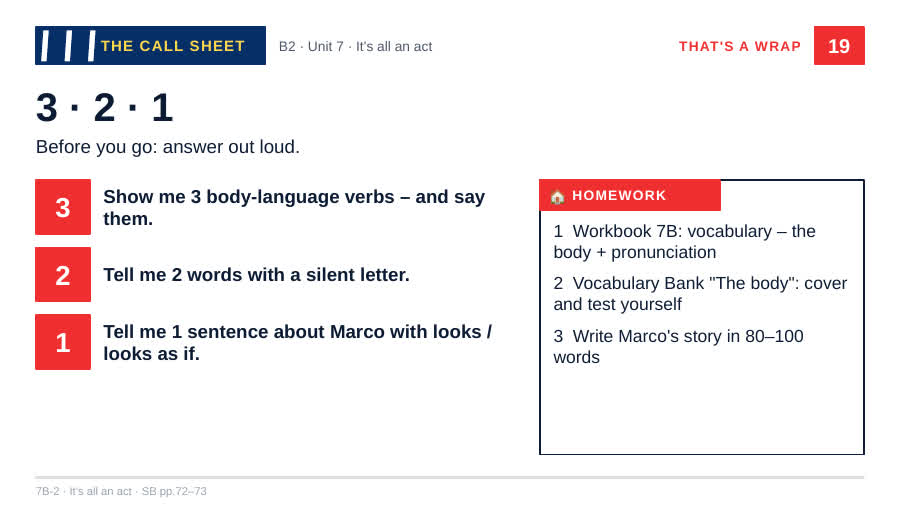 THE CALL SHEET
B2 · Unit 7 · It's all an act
THAT'S A WRAP
19
3 · 2 · 1
Before you go: answer out loud.
3
Show me 3 body-language verbs – and say
them.
2
Tell me 2 words with a silent letter.
1
Tell me 1 sentence about Marco with looks /
looks as if.
HOMEWORK
1 Workbook 7B: vocabulary – the
body + pronunciation
2 Vocabulary Bank "The body": cover
and test yourself
3 Write Marco's story in 80–100
words
7B-2 · It's all an act · SB pp.72–73